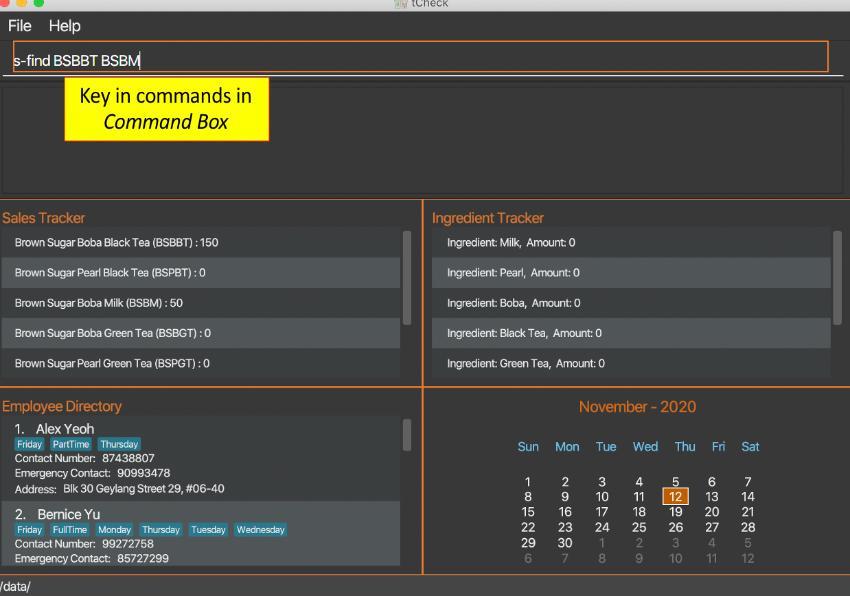 tCheck
File Help
s-find BSBBT BSBM
Key in commands in
Command Box
Sales Tracker
Brown Sugar Boba Black Tea (BSBBT) : 150
Brown Sugar Pearl Black Tea (BSPBT) : 0
Brown Sugar Boba Milk (BSBM) : 50
Brown Sugar Boba Green Tea (BSBGT) : 0
Brown Sugar Pearl Green Tea (BSPGT) : 0
Ingredient Tracker
Ingredient: Milk, Amount: 0
Ingredient: Pearl, Amount: 0
Ingredient: Boba, Amount: 0
Ingredient: Black Tea, Amount: 0
Ingredient: Green Tea, Amount: 0
Employee Directory
1. Alex Yeoh
Friday PartTime Thursday
Contact Number: 87438807
Emergency Contact: 90993478
Address: Blk 30 Geylang Street 29, #06-40
2. Bernice Yu
Friday FullTime Monday Thursday Tuesday Wednesday
Contact Number: 99272758
Emergency Contact: 85727299
November - 2020
Sun Mon Tue Wed Thu Fri Sat
1 2 3 4 5 6 7
8 9 10 11 12 13 14
15 16 17 18 19 20 21
22 23 24 25 26 27 28
29 30 1 2 3 4 5
6 7 8 9 10 11 12
/data/